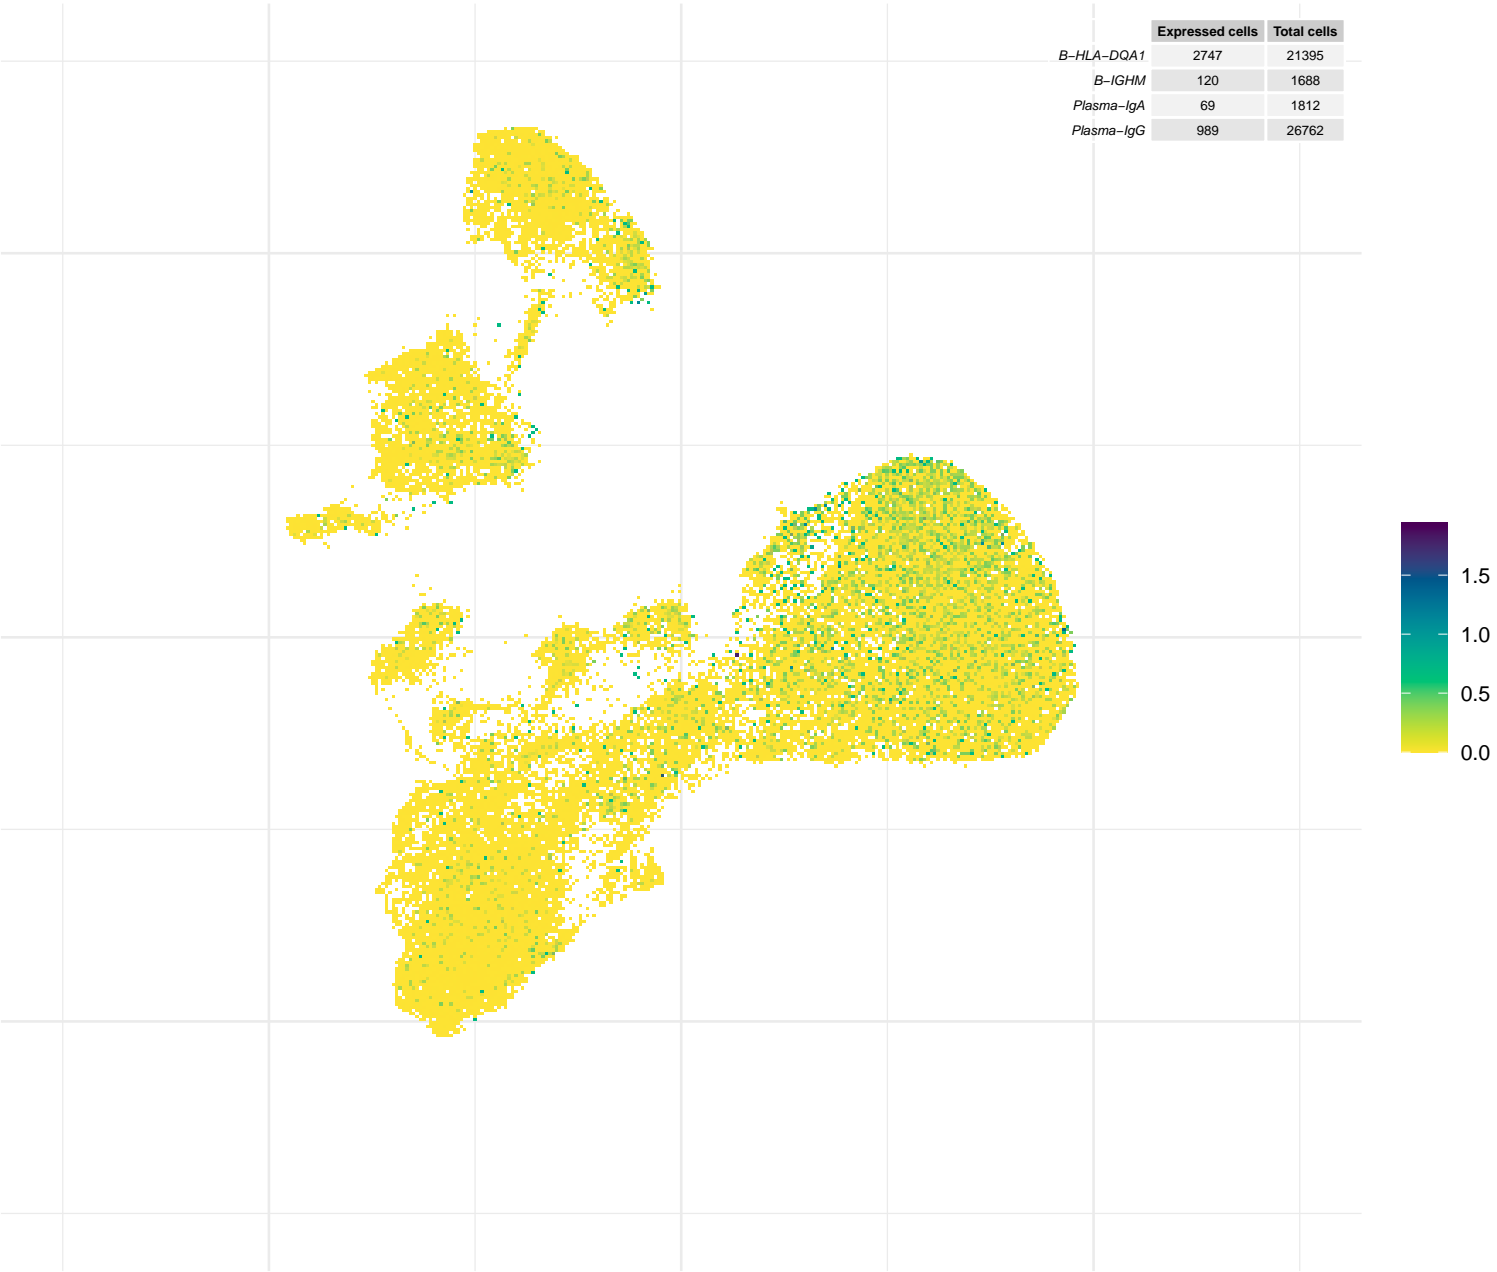 Expressed cells Total cells
B−HLA−DQA1 2747 21395
B−IGHM 120 1688
Plasma−IgA 69 1812
Plasma−IgG 989 26762
1.5
1.0
0.5
0.0